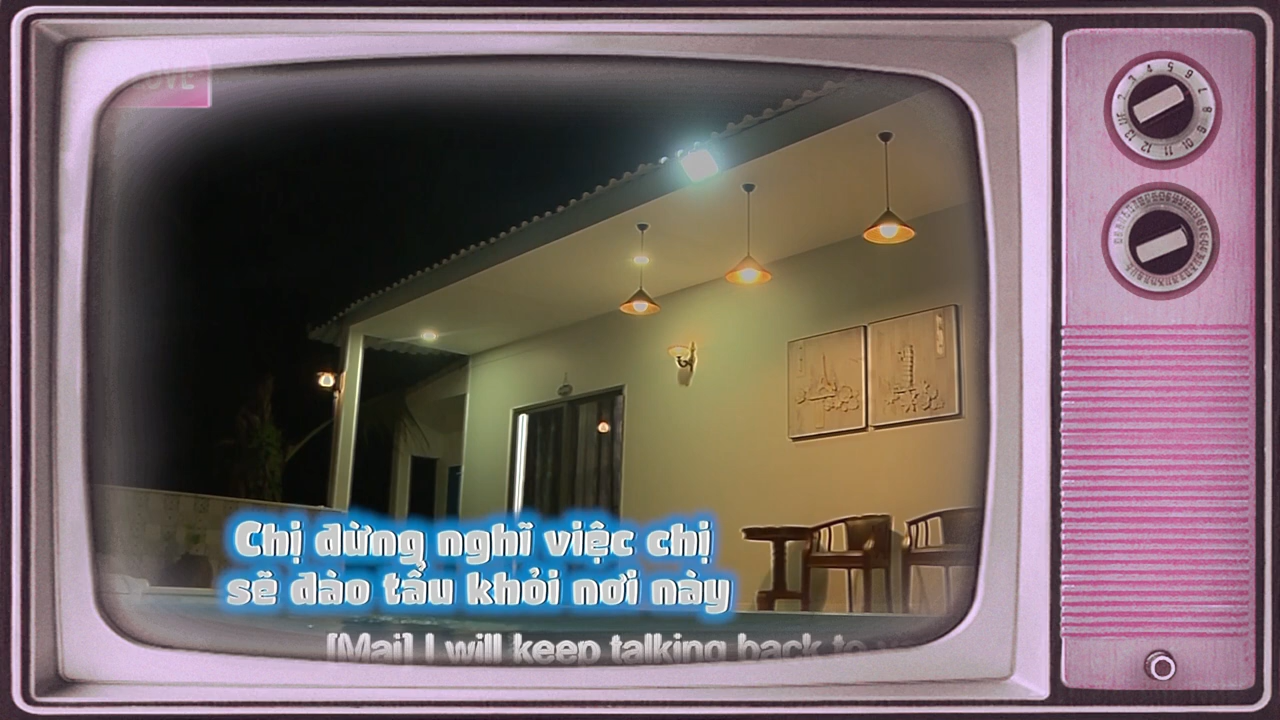 Chị đừng nghĩ việc chị
sẽ đào tẩu khỏi nơi này
[Mai] I will keep talking back to